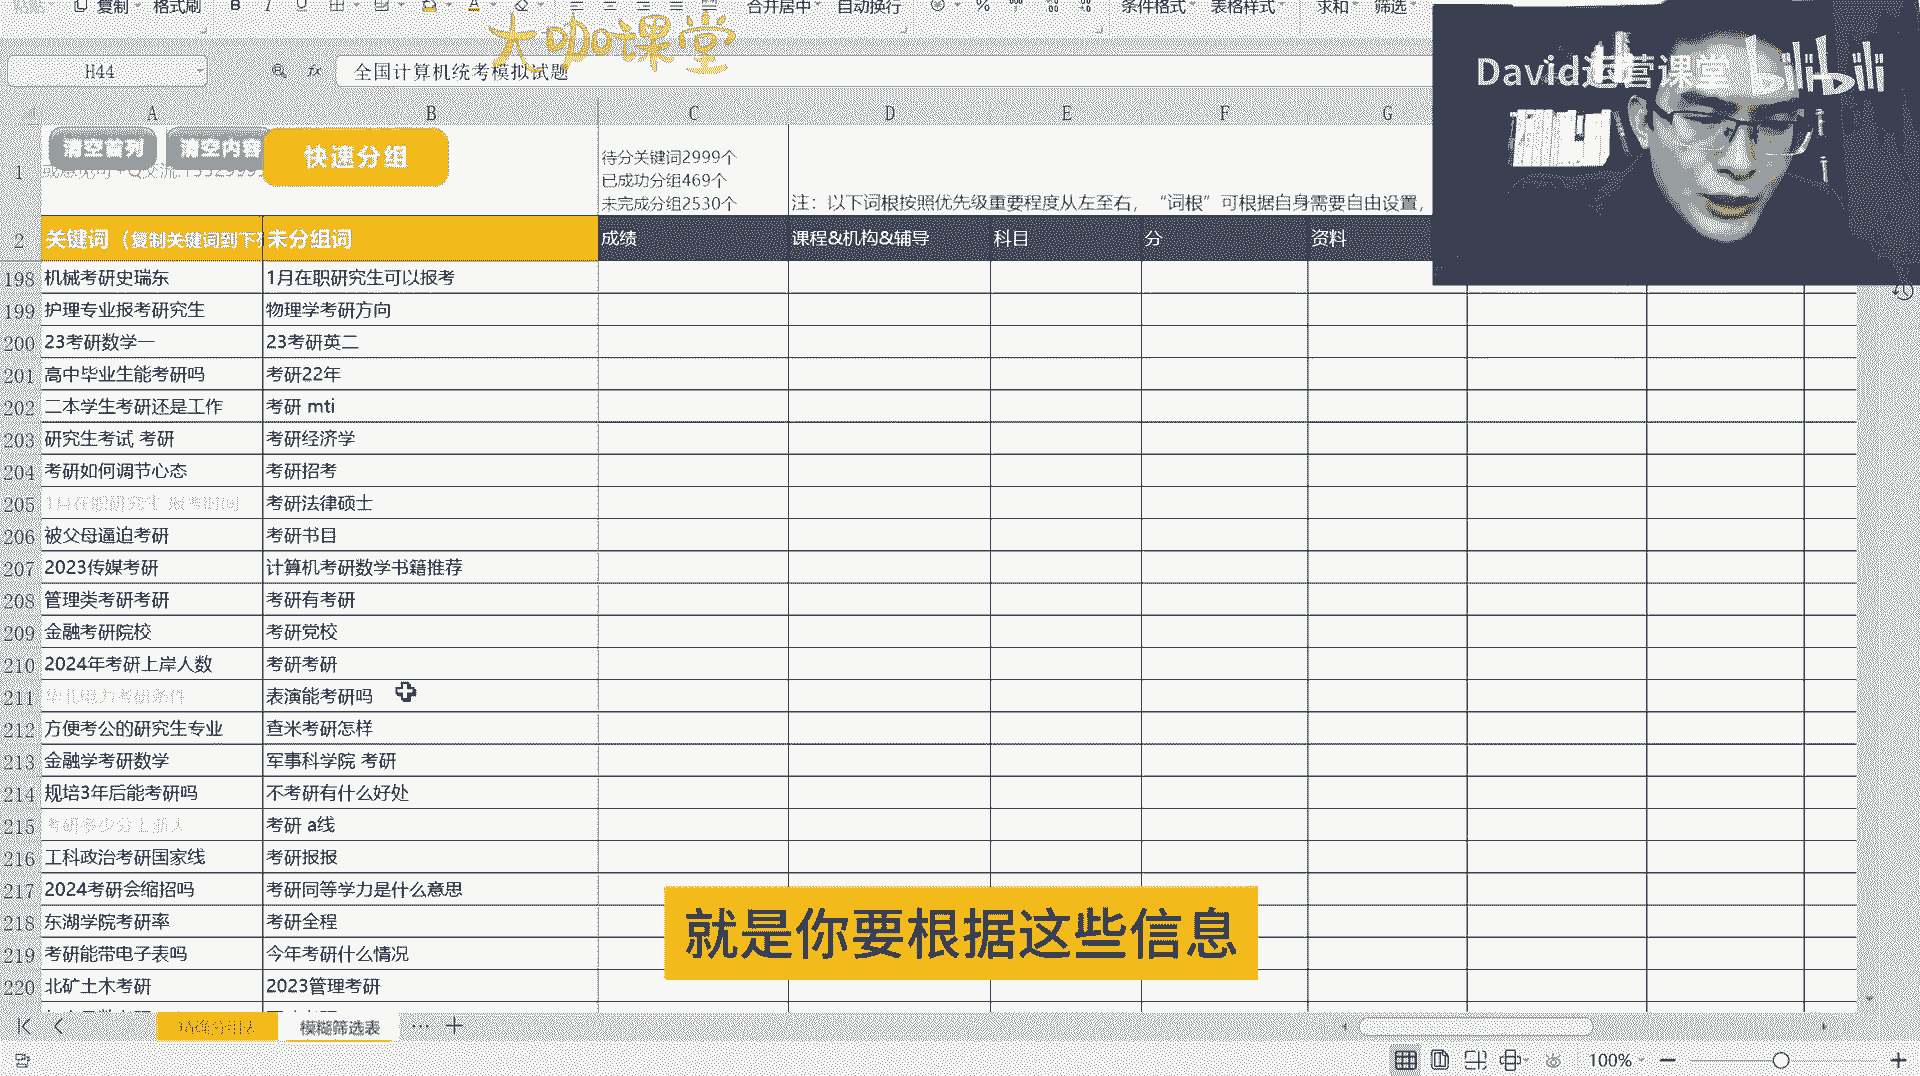 复制 格式刷 B I U A 合并居中 自动换行 % 条件格式 表格样式 求和 筛选
大咖课堂
David运营课堂 bilibili
H44 fx 全国计算机统考模拟试题
A B C D E F G
清空首列 清空内容 快速分组
待分关键词2999个
已成功分组469个
未完成分组2530个
注：以下词根按照优先级重要程度从左至右，“词根”可根据自身需要自由设置，
1
2 关键词（复制关键词到下列 未分组词 成绩 课程&机构&辅导 科目 分 资料
198 机械考研史瑞东 1月在职研究生可以报考
199 护理专业报考研究生 物理学考研方向
200 23考研数学一 23考研英二
201 高中毕业生能考研吗 考研22年
202 二本学生考研还是工作 考研 mti
203 研究生考试 考研 考研经济学
204 考研如何调节心态 考研招考
205 1月在职研究生 报考时间 考研法律硕士
206 被父母逼迫考研 考研书目
207 2023传媒考研 计算机考研数学书籍推荐
208 管理类考研考研 考研有考研
209 金融考研院校 考研党校
210 2024年考研上岸人数 考研考研
211 华北电力考研条件 表演能考研吗
212 方便考公的研究生专业 查米考研怎样
213 金融学考研数学 军事科学院 考研
214 规培3年后能考研吗 不考研有什么好处
215 考研多少分上浙大 考研 a线
216 工科政治考研国家线 考研报报
217 2024考研会缩招吗 考研同等学力是什么意思
218 东湖学院考研率 考研全程
219 考研能带电子表吗 今年考研什么情况
220 北矿土木考研 2023管理考研
就是你要根据这些信息
模糊筛选表 ··· +
100%